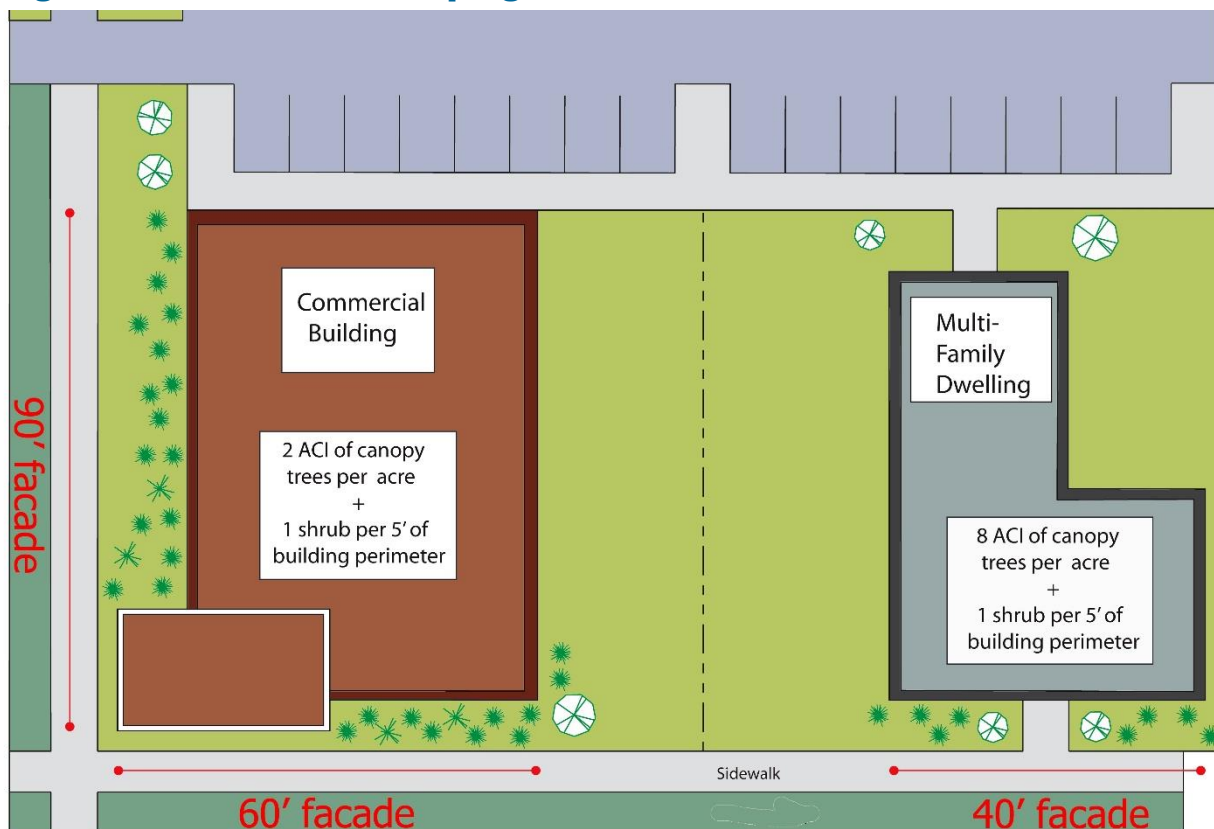 Commercial
Building
2 ACI of canopy
trees per acre
+
1 shrub per 5' of
building perimeter
Multi-
Family
Dwelling
8 ACI of canopy
trees per acre
+
1 shrub per 5' of
building perimeter
90' facade
Sidewalk
60' facade
40' facade